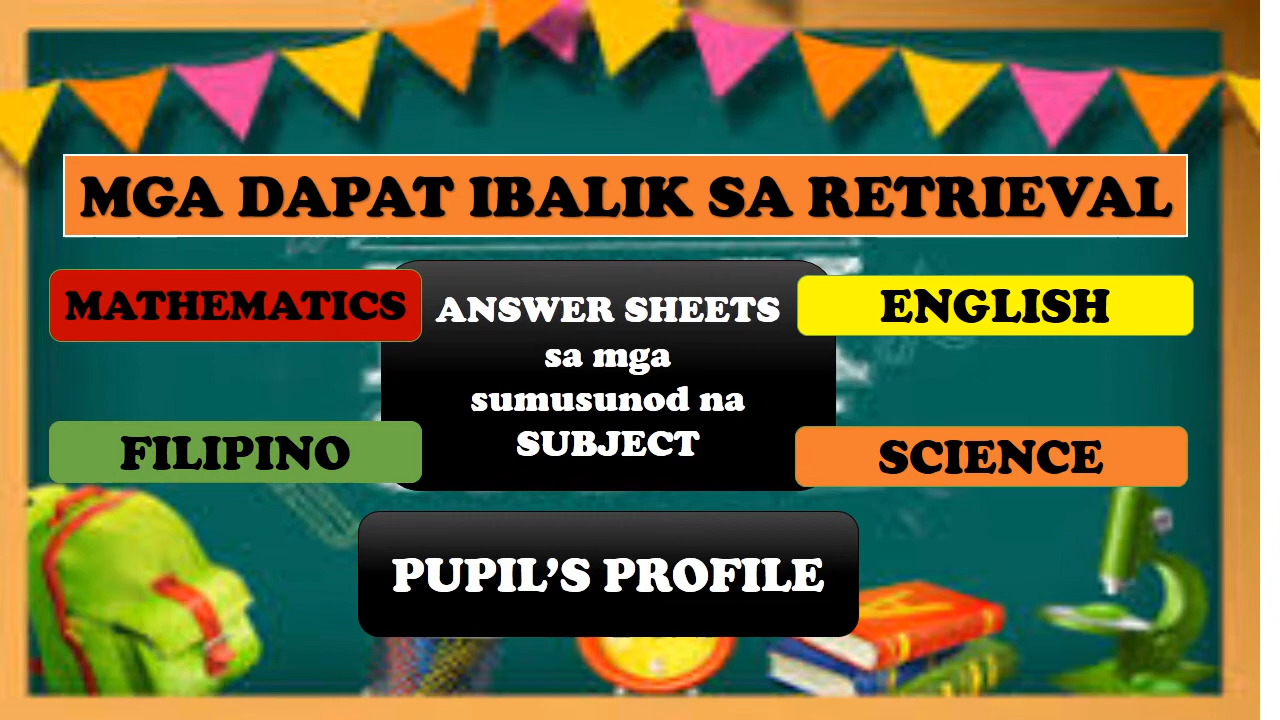 MGA DAPAT IBALIK SA RETRIEVAL
MATHEMATICS
ANSWER SHEETS
sa mga
sumusunod na
SUBJECT
ENGLISH
FILIPINO
SCIENCE
PUPIL'S PROFILE